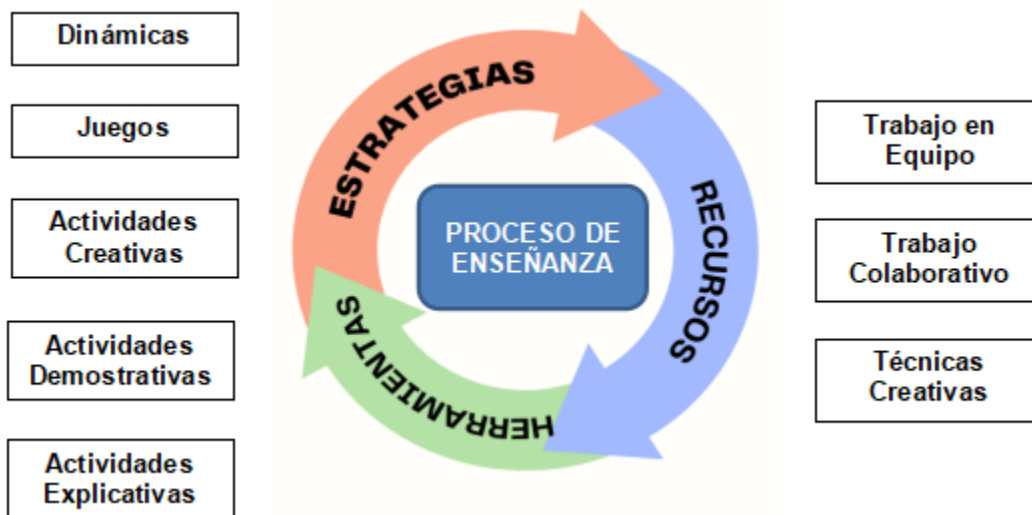 Dinámicas
Juegos
Actividades
Creativas
Actividades
Demostrativas
Actividades
Explicativas
ESTRATEGIAS
RECURSOS
HERRAMIENTAS
PROCESO DE
ENSEÑANZA
Trabajo en
Equipo
Trabajo
Colaborativo
Técnicas
Creativas